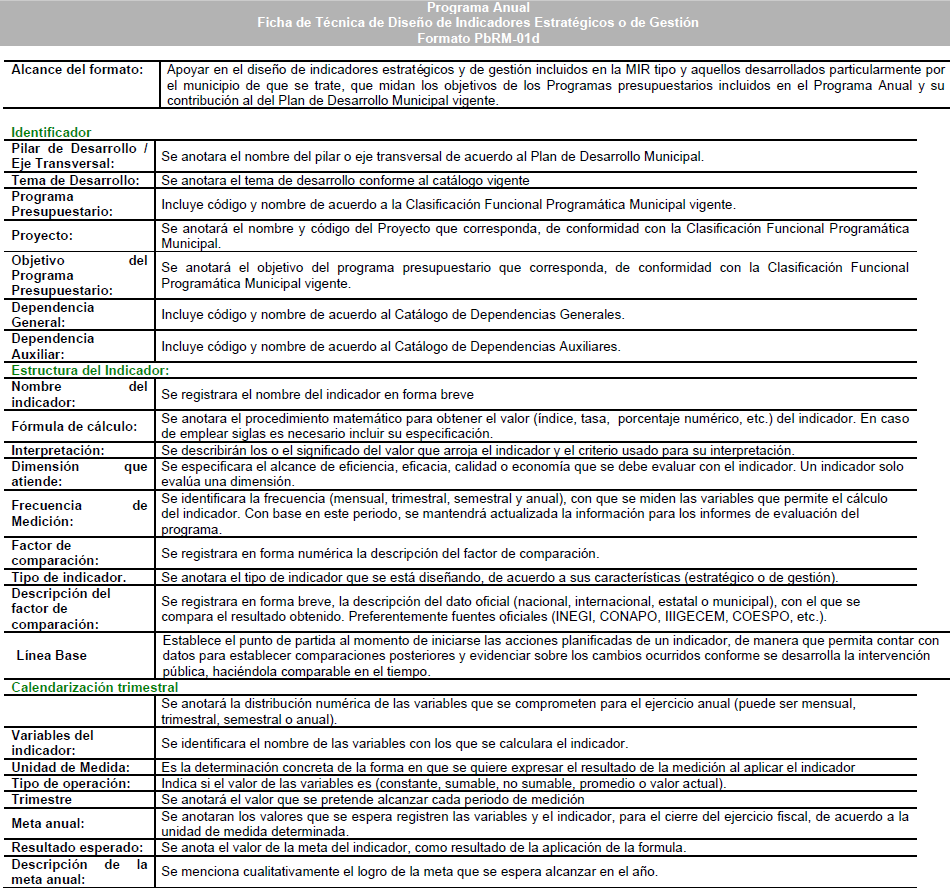 Programa Anual
Ficha de Técnica de Diseño de Indicadores Estratégicos o de Gestión
Formato PbRM-01d
Alcance del formato:
Apoyar en el diseño de indicadores estratégicos y de gestión incluidos en la MIR tipo y aquellos desarrollados particularmente por
el municipio de que se trate, que midan los objetivos de los Programas presupuestarios incluidos en el Programa Anual y su
contribución al del Plan de Desarrollo Municipal vigente.
Identificador
Pilar de Desarrollo /
Eje Transversal:
Se anotara el nombre del pilar o eje transversal de acuerdo al Plan de Desarrollo Municipal.
Tema de Desarrollo:
Se anotara el tema de desarrollo conforme al catálogo vigente
Programa
Presupuestario:
Incluye código y nombre de acuerdo a la Clasificación Funcional Programática Municipal vigente.
Proyecto:
Se anotará el nombre y código del Proyecto que corresponda, de conformidad con la Clasificación Funcional Programática
Municipal.
Objetivo del
Programa
Presupuestario:
Se anotará el objetivo del programa presupuestario que corresponda, de conformidad con la Clasificación Funcional
Programática Municipal vigente.
Dependencia
General:
Incluye código y nombre de acuerdo al Catálogo de Dependencias Generales.
Dependencia
Auxiliar:
Incluye código y nombre de acuerdo al Catálogo de Dependencias Auxiliares.
Estructura del Indicador:
Nombre del
indicador:
Se registrara el nombre del indicador en forma breve
Fórmula de cálculo:
Se anotara el procedimiento matemático para obtener el valor (índice, tasa, porcentaje numérico, etc.) del indicador. En caso
de emplear siglas es necesario incluir su especificación.
Interpretación:
Se describirán los o el significado del valor que arroja el indicador y el criterio usado para su interpretación.
Dimensión que
atiende:
Se especificara el alcance de eficiencia, eficacia, calidad o economía que se debe evaluar con el indicador. Un indicador solo
evalúa una dimensión.
Frecuencia de
Medición:
Se identificara la frecuencia (mensual, trimestral, semestral y anual), con que se miden las variables que permite el cálculo
del indicador. Con base en este periodo, se mantendrá actualizada la información para los informes de evaluación del
programa.
Factor de
comparación:
Se registrara en forma numérica la descripción del factor de comparación.
Tipo de indicador.
Se anotara el tipo de indicador que se está diseñando, de acuerdo a sus características (estratégico o de gestión).
Descripción del
factor de
comparación:
Se registrara en forma breve, la descripción del dato oficial (nacional, internacional, estatal o municipal), con el que se
compara el resultado obtenido. Preferentemente fuentes oficiales (INEGI, CONAPO, IIIGECEM, COESPO, etc.).
Línea Base
Establece el punto de partida al momento de iniciarse las acciones planificadas de un indicador, de manera que permita contar con
datos para establecer comparaciones posteriores y evidenciar sobre los cambios ocurridos conforme se desarrolla la intervención
pública, haciéndola comparable en el tiempo.
Calendarización trimestral
Se anotará la distribución numérica de las variables que se comprometen para el ejercicio anual (puede ser mensual,
trimestral, semestral o anual).
Variables del
indicador:
Se identificara el nombre de las variables con los que se calculara el indicador.
Unidad de Medida:
Es la determinación concreta de la forma en que se quiere expresar el resultado de la medición al aplicar el indicador
Tipo de operación:
Indica si el valor de las variables es (constante, sumable, no sumable, promedio o valor actual).
Trimestre
Se anotará el valor que se pretende alcanzar cada periodo de medición
Meta anual:
Se anotaran los valores que se espera registren las variables y el indicador, para el cierre del ejercicio fiscal, de acuerdo a la
unidad de medida determinada.
Resultado esperado:
Se anota el valor de la meta del indicador, como resultado de la aplicación de la formula.
Descripción de la
meta anual:
Se menciona cualitativamente el logro de la meta que se espera alcanzar en el año.